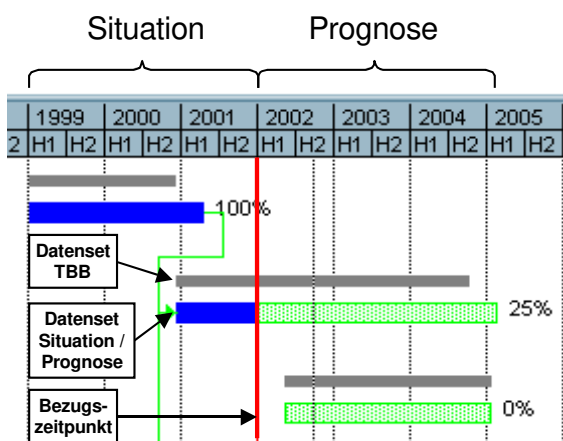 Situation Prognose
1999 2000 2001 2002 2003 2004 2005
2 H1 H2 H1 H2 H1 H2 H1 H2 H1 H2 H1 H2 H1 H2
100%
Datenset
TBB
Datenset
Situation /
Prognose
25%
Bezugs-
zeitpunkt
0%